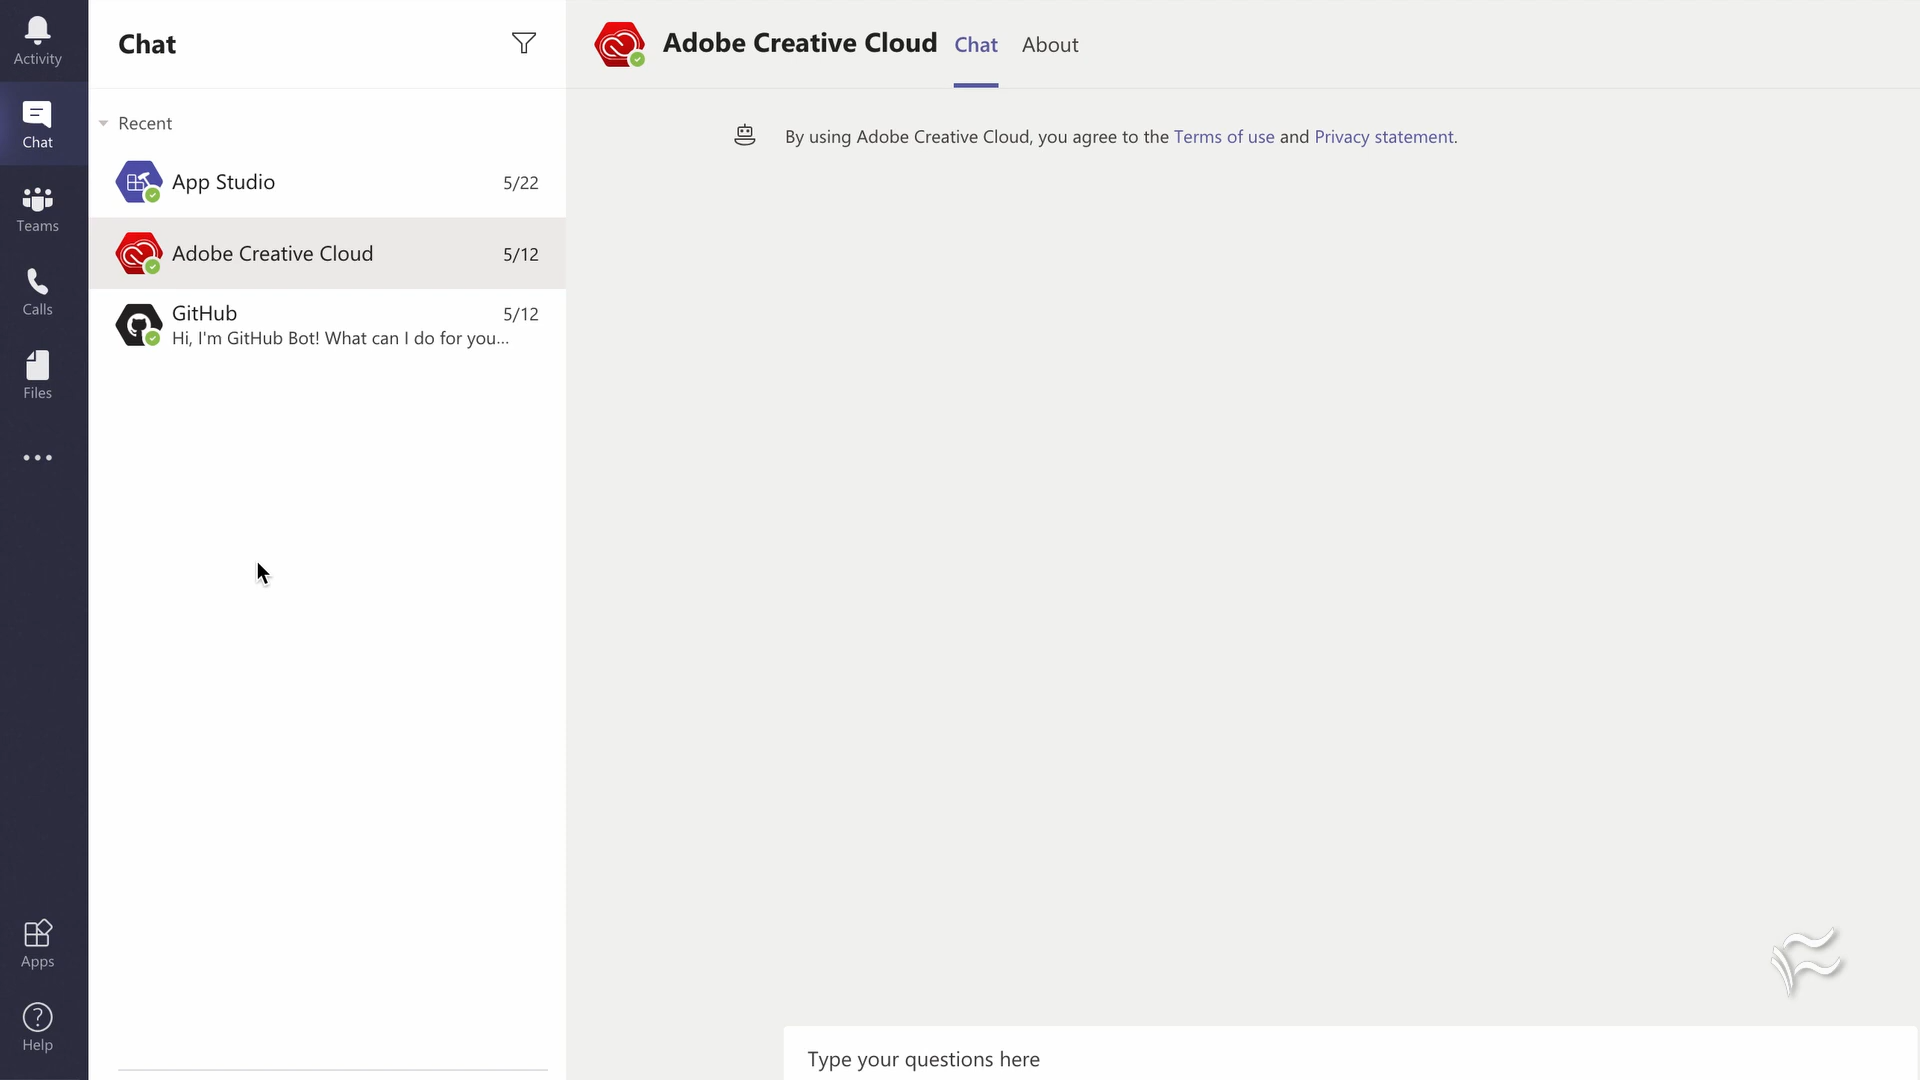 Activity
Chat
Teams
Calls
Files
Apps
Help
Chat
Recent
App Studio 5/22
Adobe Creative Cloud 5/12
GitHub 5/12
Hi, I'm GitHub Bot! What can I do for you...
Adobe Creative Cloud Chat About
By using Adobe Creative Cloud, you agree to the Terms of use and Privacy statement.
Type your questions here